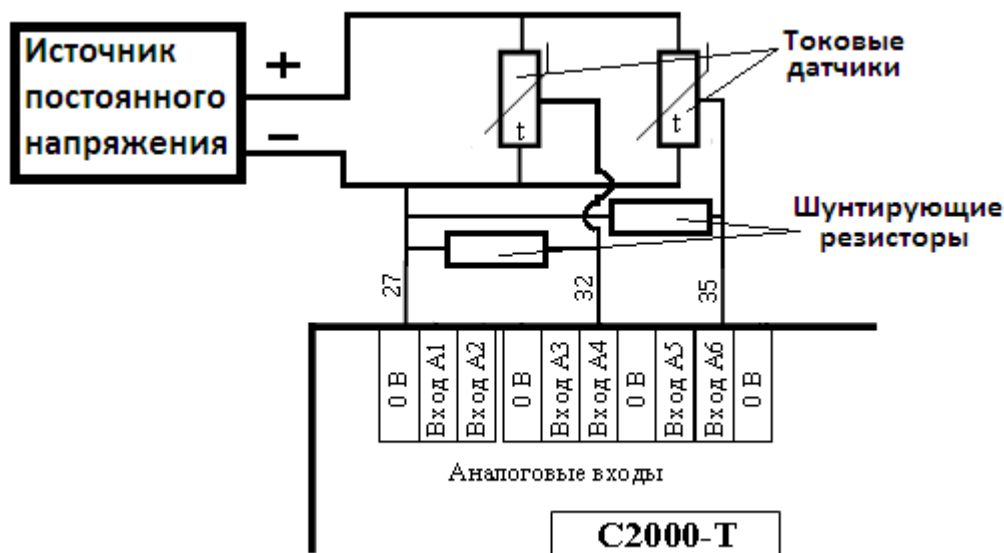 Источник
постоянного
напряжения
+
−
Токовые
датчики
t
t
Шунтирующие
резисторы
27
32
35
0 В
Вход А1
Вход А2
0 В
Вход А3
Вход А4
0 В
Вход А5
Вход А6
0 В
Аналоговые входы
С2000-Т